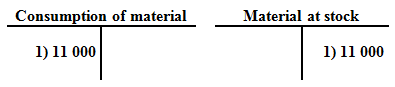 Consumption of material Material at stock
1) 11 000 1) 11 000